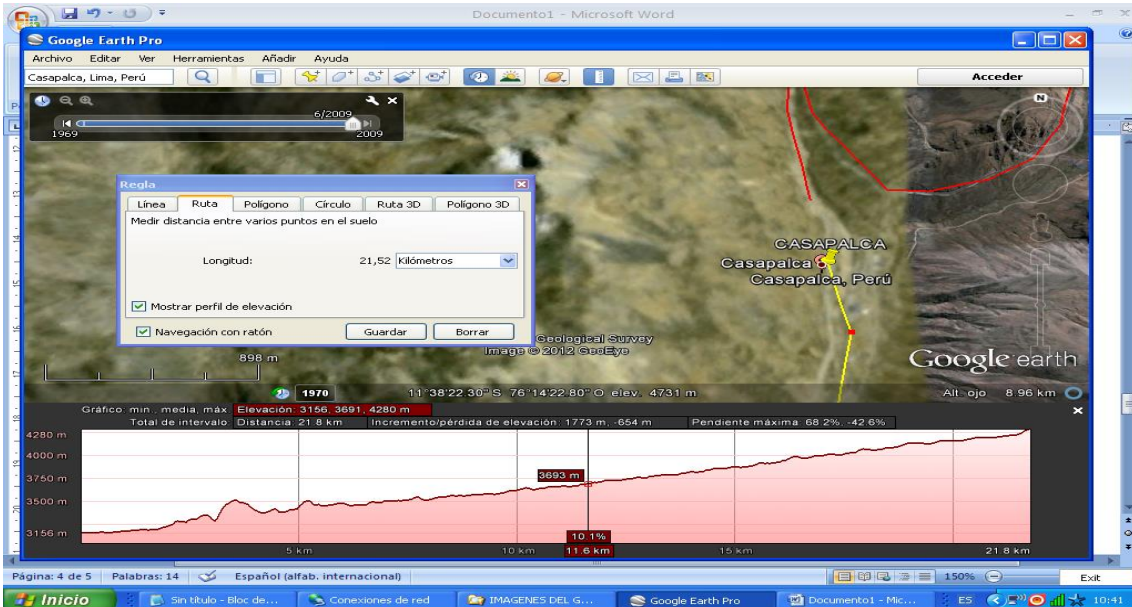 Documento1 - Microsoft Word
Google Earth Pro
Archivo Editar Ver Herramientas Añadir Ayuda
Casapalca, Lima, Perú
Acceder
6/2009
1969 2009
N
Regla
Línea Ruta Polígono Círculo Ruta 3D Polígono 3D
Medir distancia entre varios puntos en el suelo
Longitud: 21,52 Kilómetros
Mostrar perfil de elevación
Navegación con ratón Guardar Borrar
CASAPALCA
Casapalca
Casapalca, Perú
Geological Survey
Image © 2012 GeoEye
Google earth
898 m
1970 11°38'22.30" S 76°14'22.80" O elev. 4731 m Alt. ojo 8.96 km
Gráfico: mín., media, máx. Elevación: 3156, 3691, 4280 m
Total de intervalo: Distancia: 21.8 km Incremento/pérdida de elevación: 1773 m, -654 m Pendiente máxima: 68.2%, -42.6%
4280 m
4000 m
3750 m
3500 m
3156 m
3693 m
10.1%
5 km 10 km 11.6 km 15 km 21.8 km
Página: 4 de 5 Palabras: 14 Español (alfab. internacional) 150% Exit
Inicio Sin título - Bloc de... Conexiones de red IMAGENES DEL G... Google Earth Pro Documento1 - Mic... ES 10:41